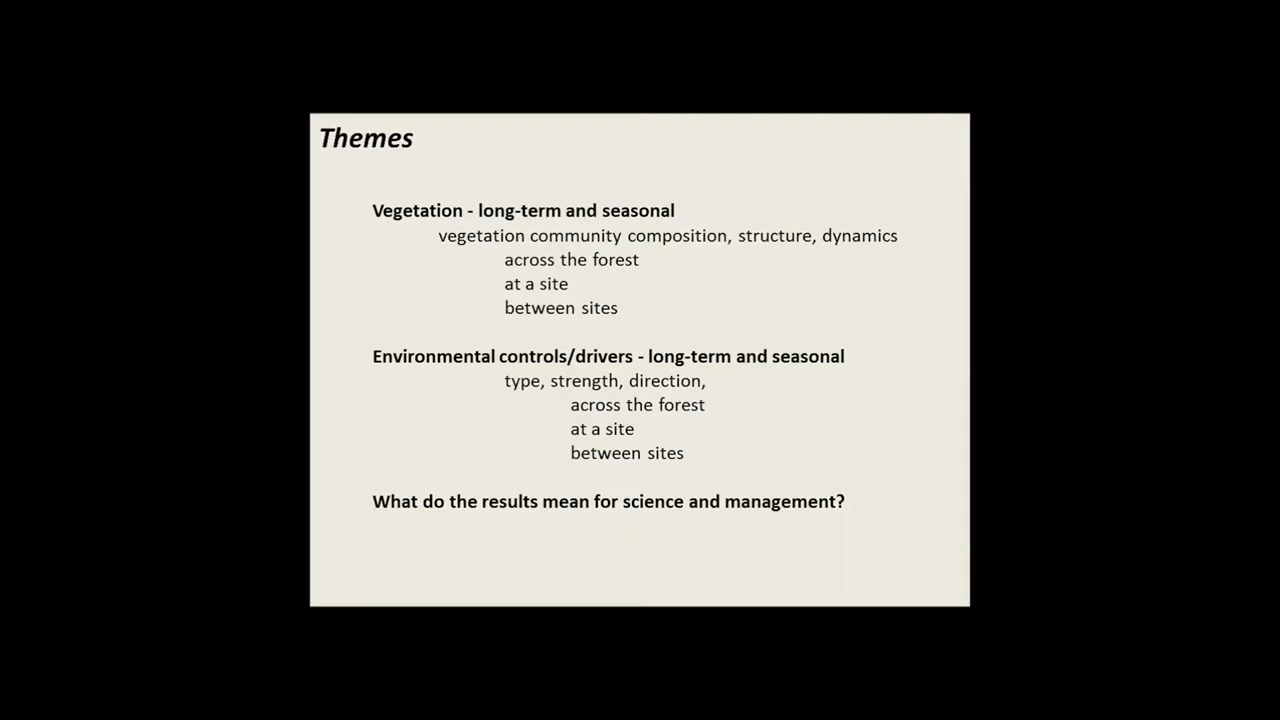 Themes
Vegetation - long-term and seasonal
vegetation community composition, structure, dynamics
across the forest
at a site
between sites
Environmental controls/drivers - long-term and seasonal
type, strength, direction,
across the forest
at a site
between sites
What do the results mean for science and management?